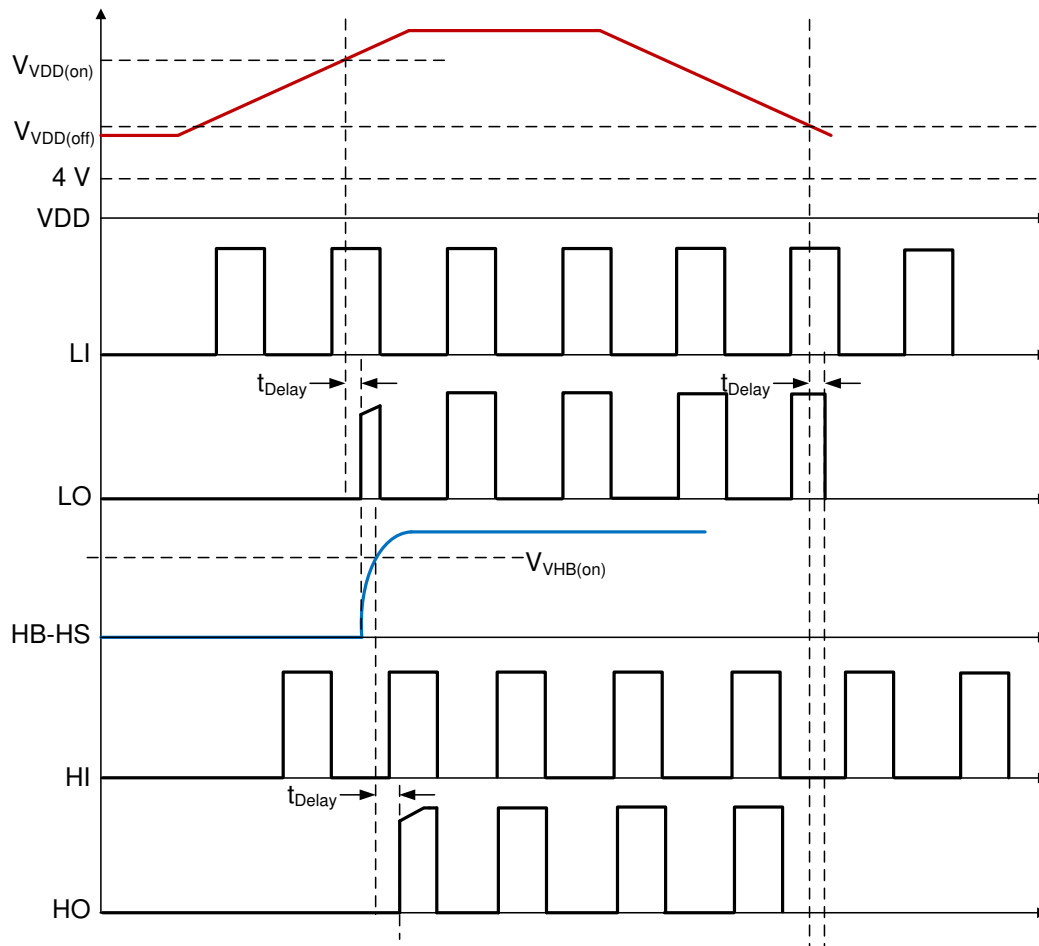 VVDD(on)
VVDD(off)
4 V
VDD
LI
tDelay
tDelay
LO
VVHB(on)
HB-HS
HI
tDelay
HO